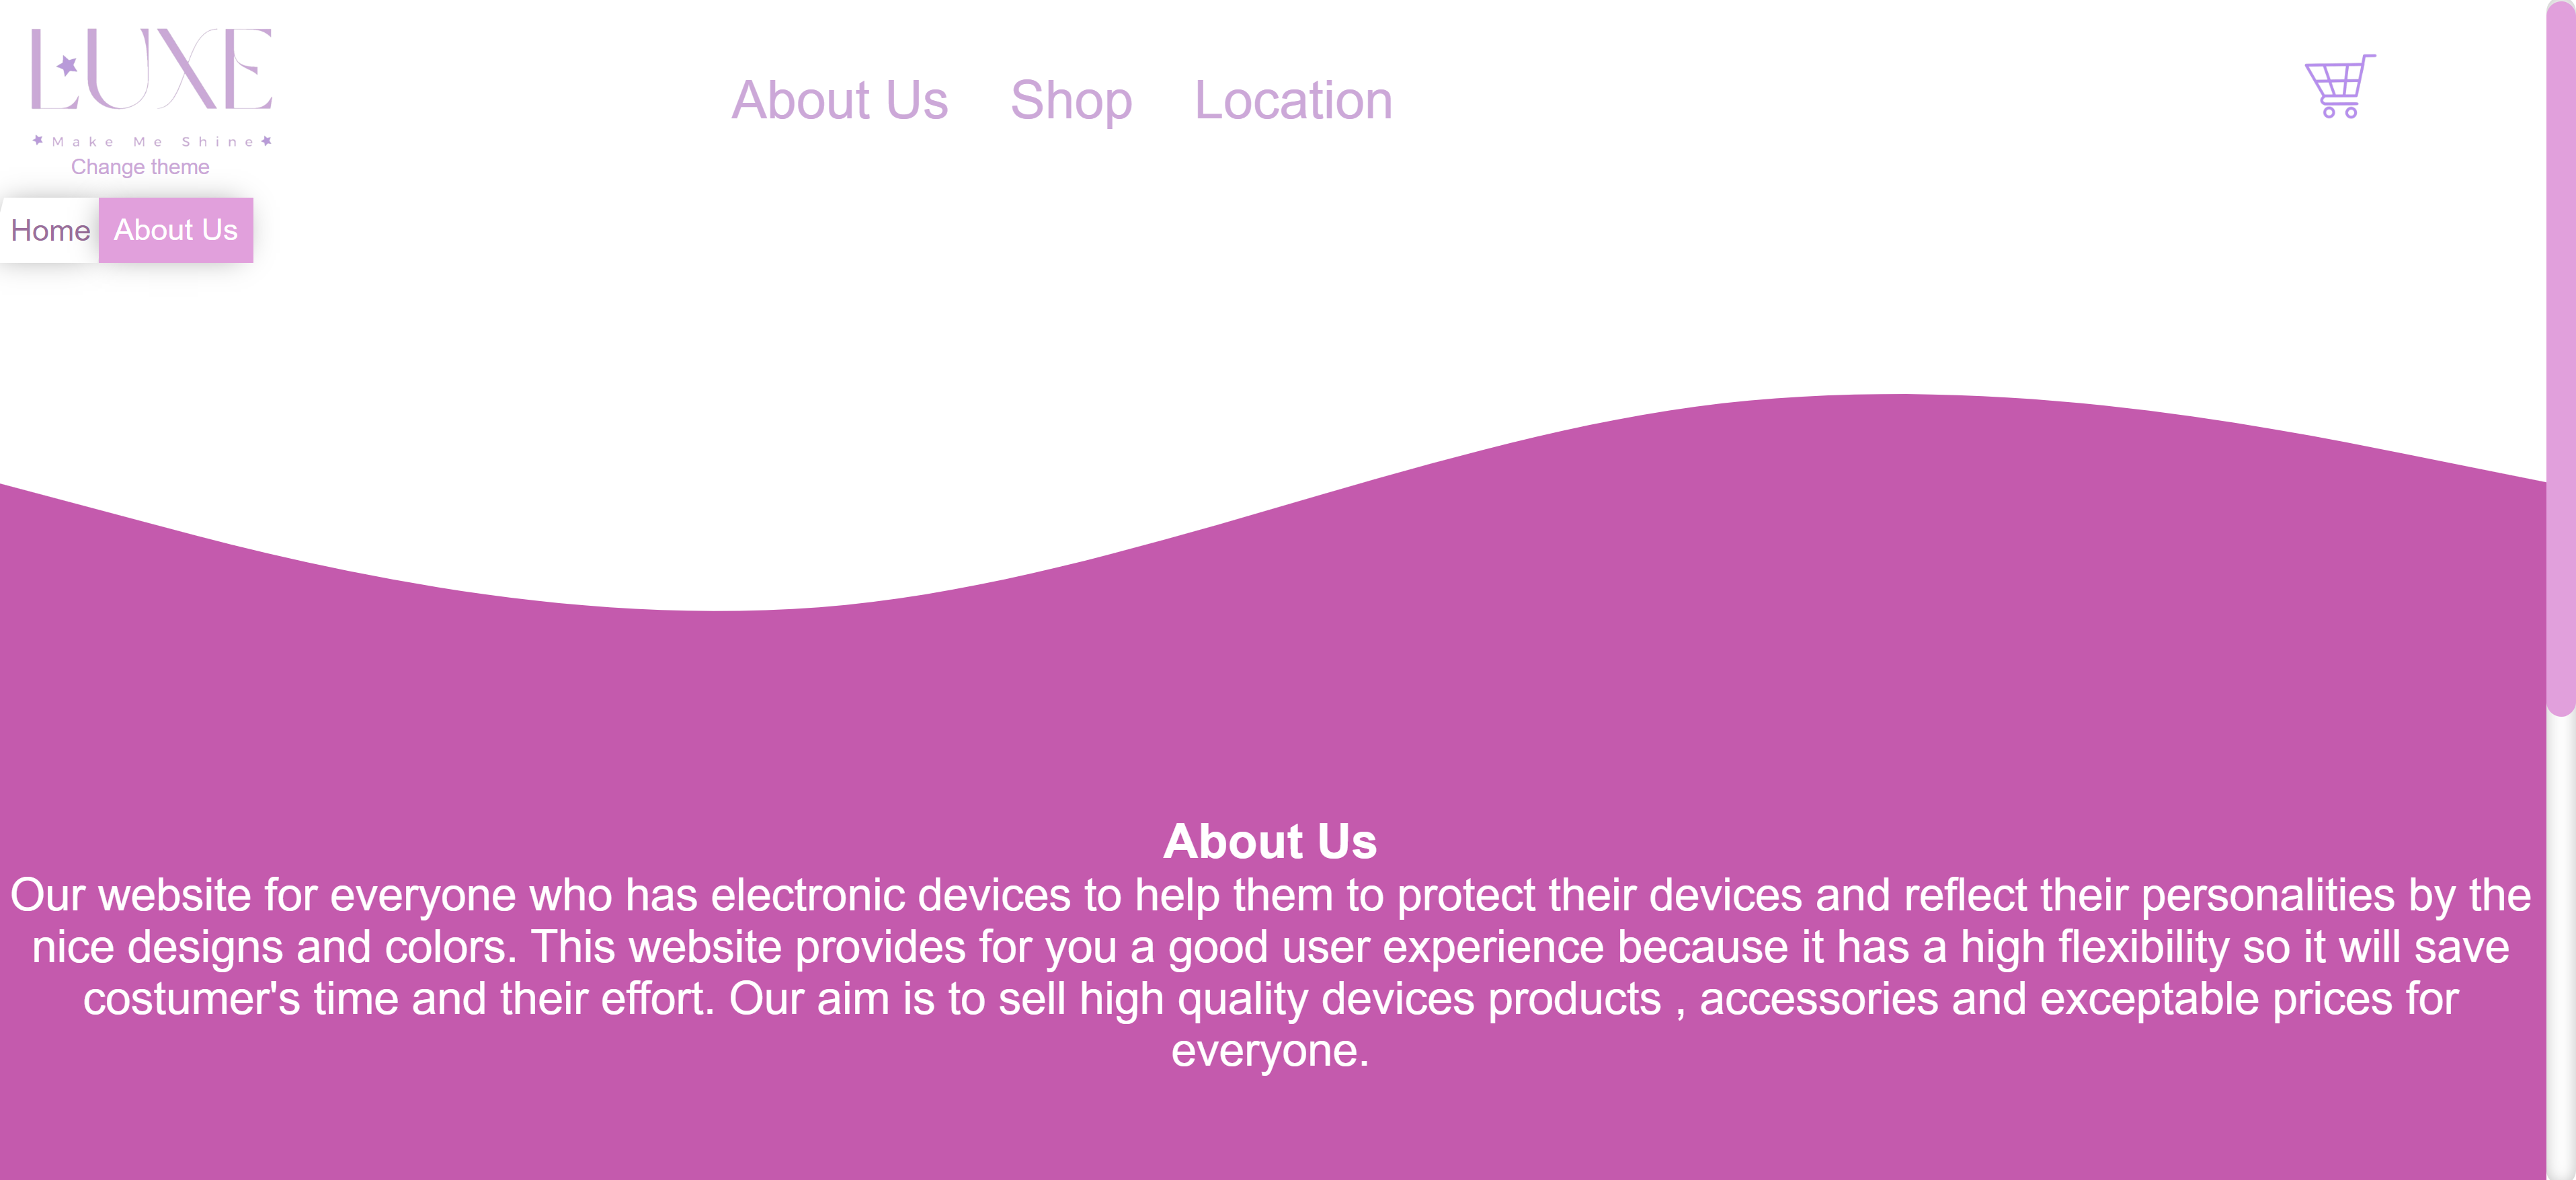 LUXE
Make Me Shine
Change theme
About Us Shop Location
Home About Us
About Us
Our website for everyone who has electronic devices to help them to protect their devices and reflect their personalities by the
nice designs and colors. This website provides for you a good user experience because it has a high flexibility so it will save
costumer's time and their effort. Our aim is to sell high quality devices products , accessories and exceptable prices for
everyone.